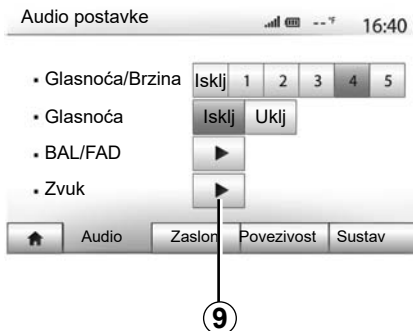 Audio postavke --°F 16:40
• Glasnoća/Brzina Isklj 1 2 3 4 5
• Glasnoća Isklj Uklj
• BAL/FAD
• Zvuk
Audio Zaslon Povezivost Sustav
9